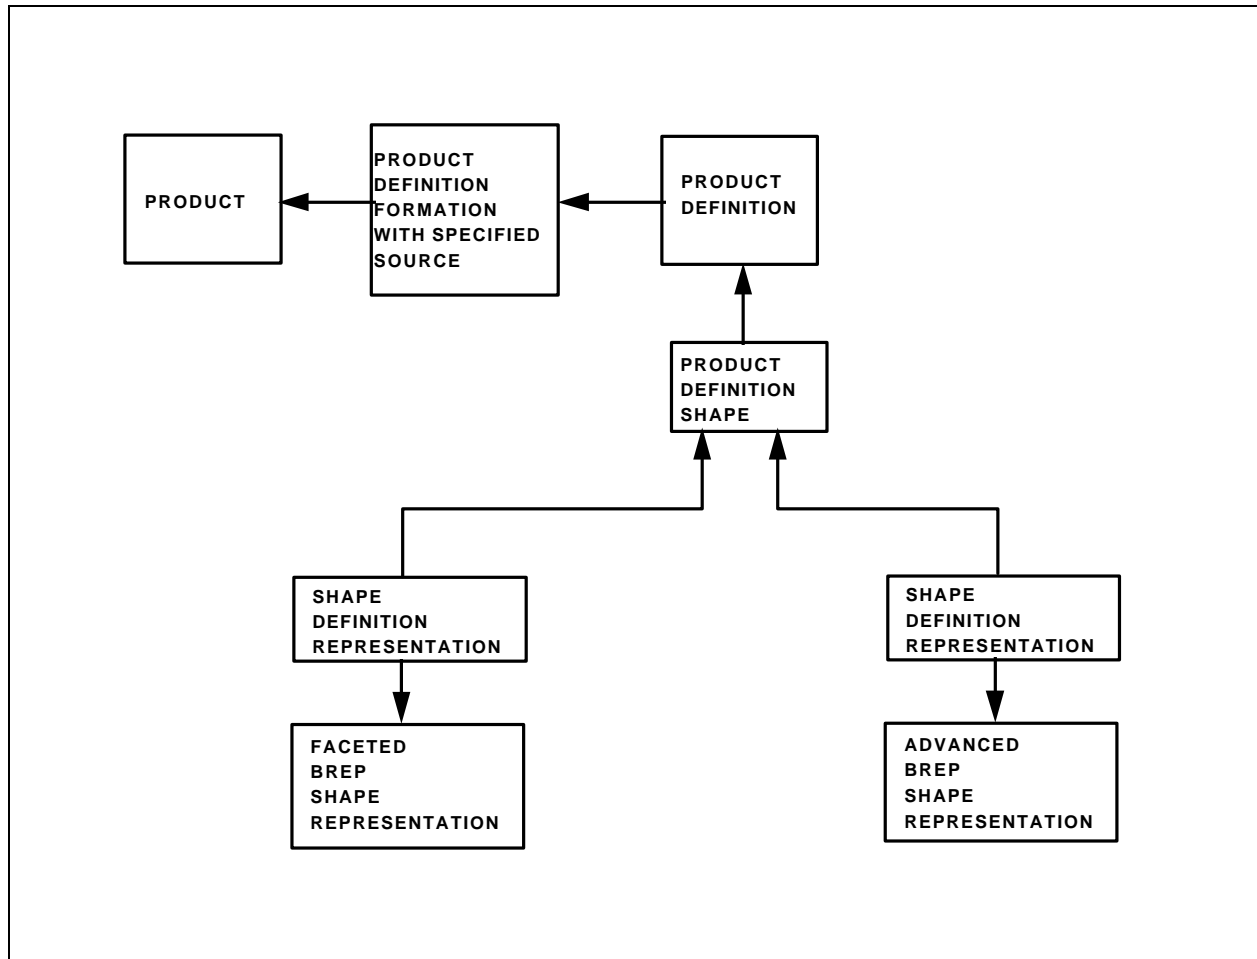 PRODUCT
PRODUCT
DEFINITION
FORMATION
WITH SPECIFIED
SOURCE
PRODUCT
DEFINITION
PRODUCT
DEFINITION
SHAPE
SHAPE
DEFINITION
REPRESENTATION
SHAPE
DEFINITION
REPRESENTATION
FACETED
BREP
SHAPE
REPRESENTATION
ADVANCED
BREP
SHAPE
REPRESENTATION